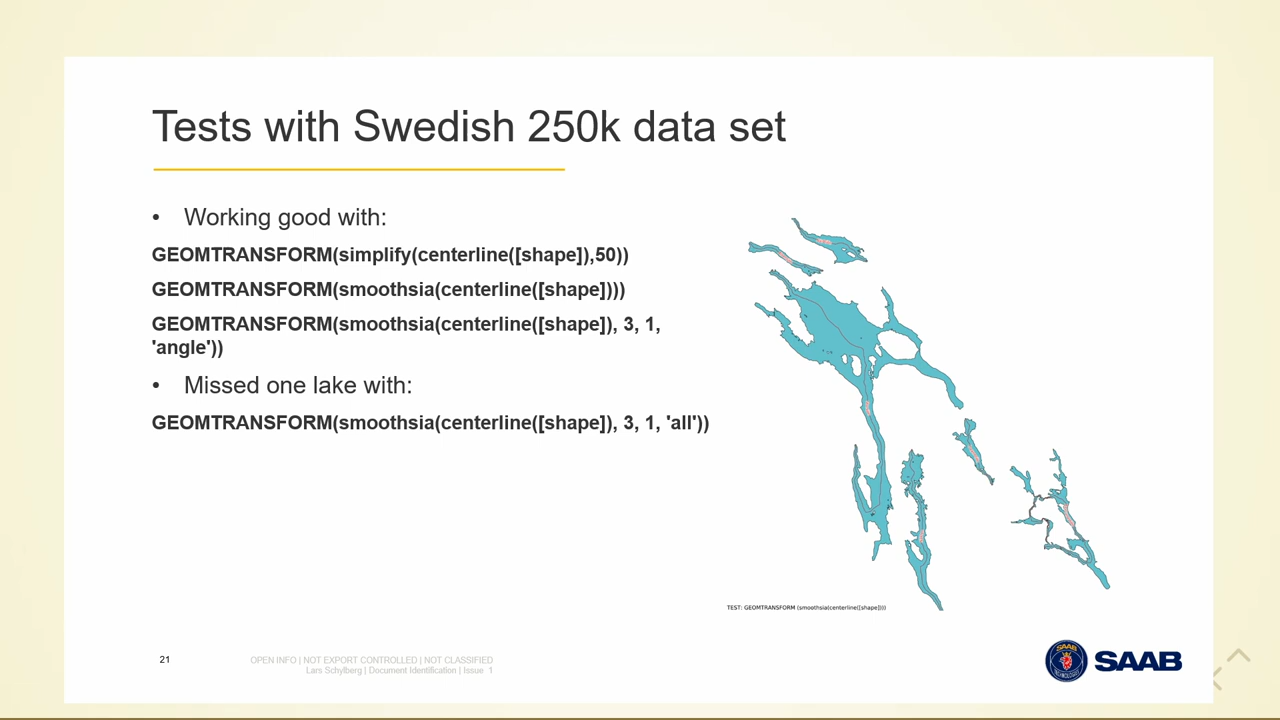 Tests with Swedish 250k data set
• Working good with:
GEOMTRANSFORM(simplify(centerline([shape]),50))
GEOMTRANSFORM(smoothsia(centerline([shape])))
GEOMTRANSFORM(smoothsia(centerline([shape]), 3, 1,
'angle'))
• Missed one lake with:
GEOMTRANSFORM(smoothsia(centerline([shape]), 3, 1, 'all'))
TEST: GEOMTRANSFORM (smoothsia(centerline([shape])))
21
OPEN INFO | NOT EXPORT CONTROLLED | NOT CLASSIFIED
Lars Schylberg | Document Identification | Issue 1
SAAB
TECHNOLOGIES
SAAB